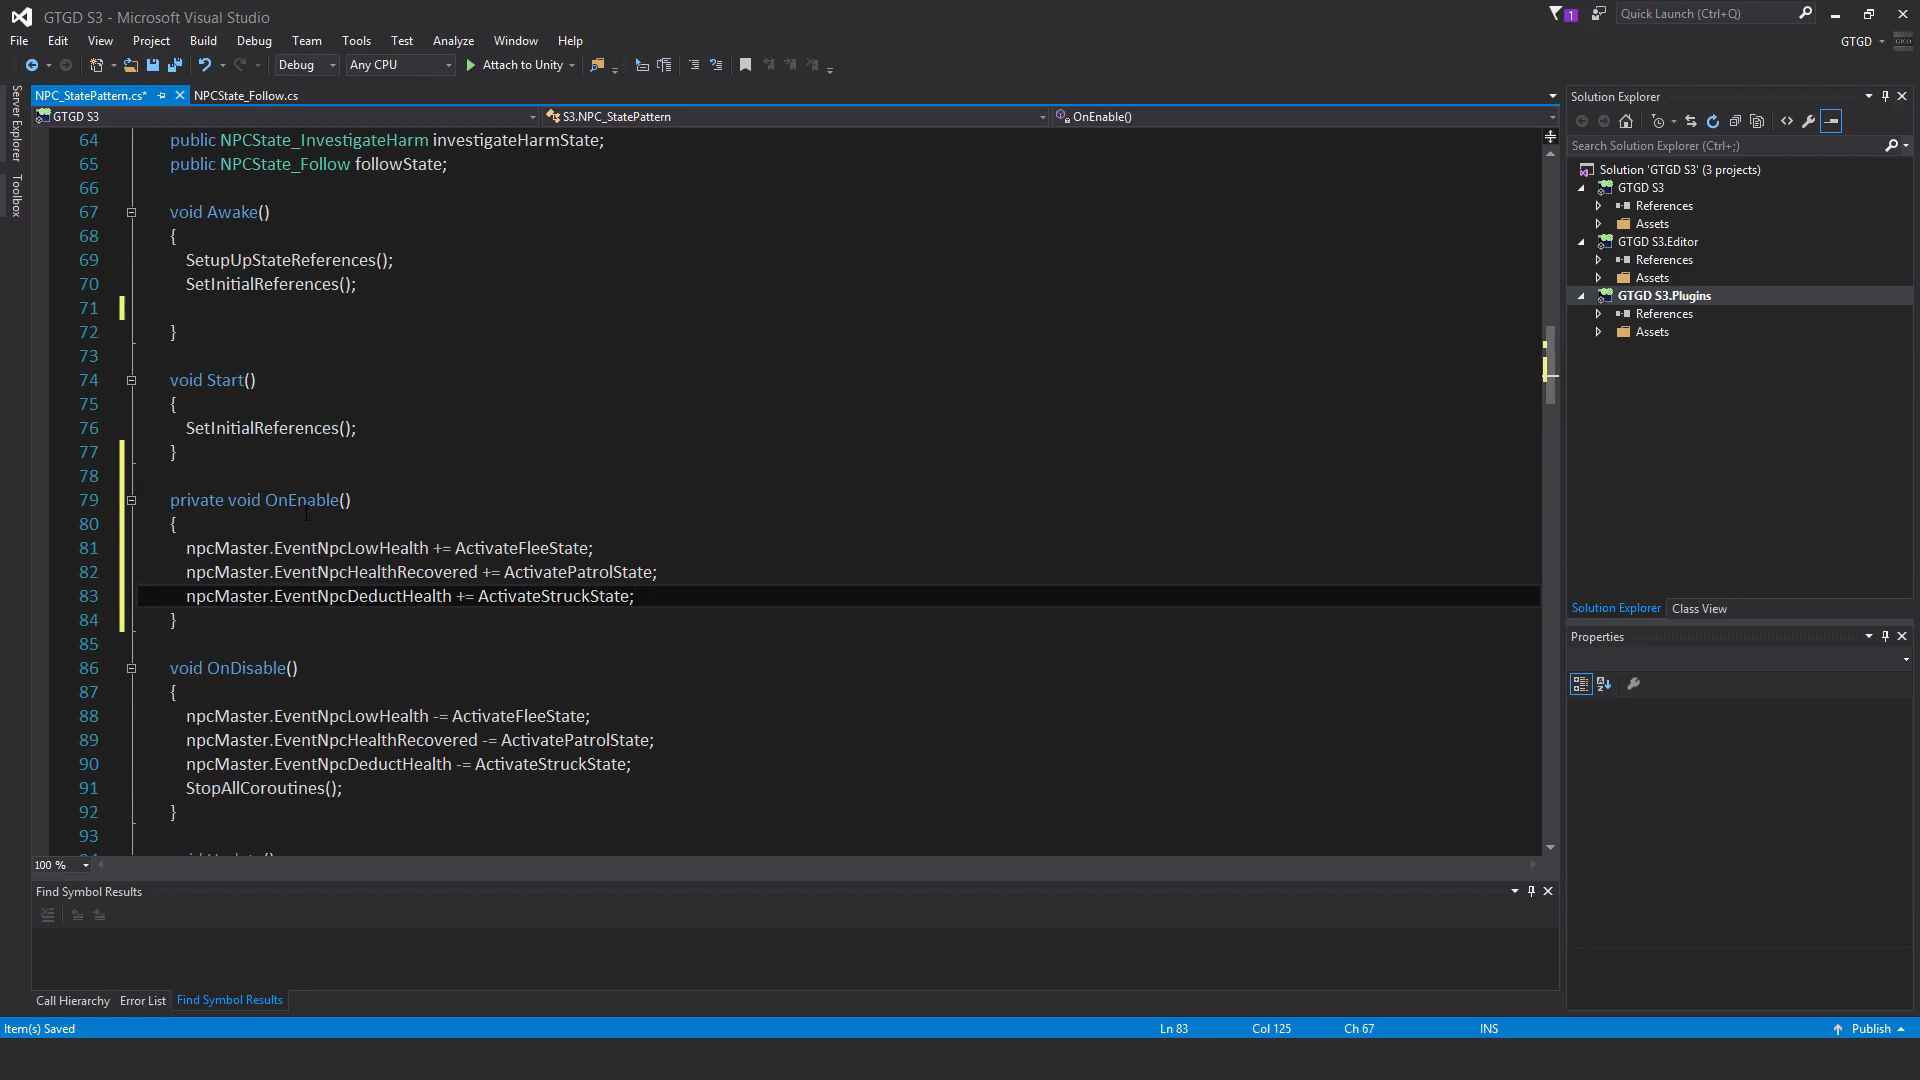 GTGD S3 - Microsoft Visual Studio
1
Quick Launch (Ctrl+Q)
File Edit View Project Build Debug Team Tools Test Analyze Window Help
GTGD
Debug Any CPU Attach to Unity
Server Explorer
Toolbox
NPC_StatePattern.cs* NPCState_Follow.cs
GTGD S3 S3.NPC_StatePattern OnEnable()
64 public NPCState_InvestigateHarm investigateHarmState;
65 public NPCState_Follow followState;
66
67 void Awake()
68 {
69 SetupUpStateReferences();
70 SetInitialReferences();
71
72 }
73
74 void Start()
75 {
76 SetInitialReferences();
77 }
78
79 private void OnEnable()
80 {
81 npcMaster.EventNpcLowHealth += ActivateFleeState;
82 npcMaster.EventNpcHealthRecovered += ActivatePatrolState;
83 npcMaster.EventNpcDeductHealth += ActivateStruckState;
84 }
85
86 void OnDisable()
87 {
88 npcMaster.EventNpcLowHealth -= ActivateFleeState;
89 npcMaster.EventNpcHealthRecovered -= ActivatePatrolState;
90 npcMaster.EventNpcDeductHealth -= ActivateStruckState;
91 StopAllCoroutines();
92 }
93
100 %
Find Symbol Results
Call Hierarchy Error List Find Symbol Results
Solution Explorer
Search Solution Explorer (Ctrl+;)
Solution 'GTGD S3' (3 projects)
GTGD S3
References
Assets
GTGD S3.Editor
References
Assets
GTGD S3.Plugins
References
Assets
Solution Explorer Class View
Properties
Item(s) Saved Ln 83 Col 125 Ch 67 INS Publish